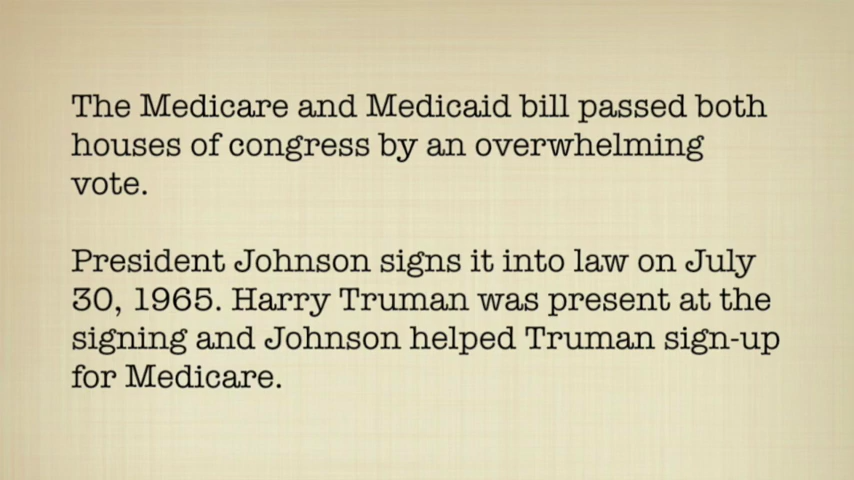 The Medicare and Medicaid bill passed both
houses of congress by an overwhelming
vote.
President Johnson signs it into law on July
30, 1965. Harry Truman was present at the
signing and Johnson helped Truman sign-up
for Medicare.